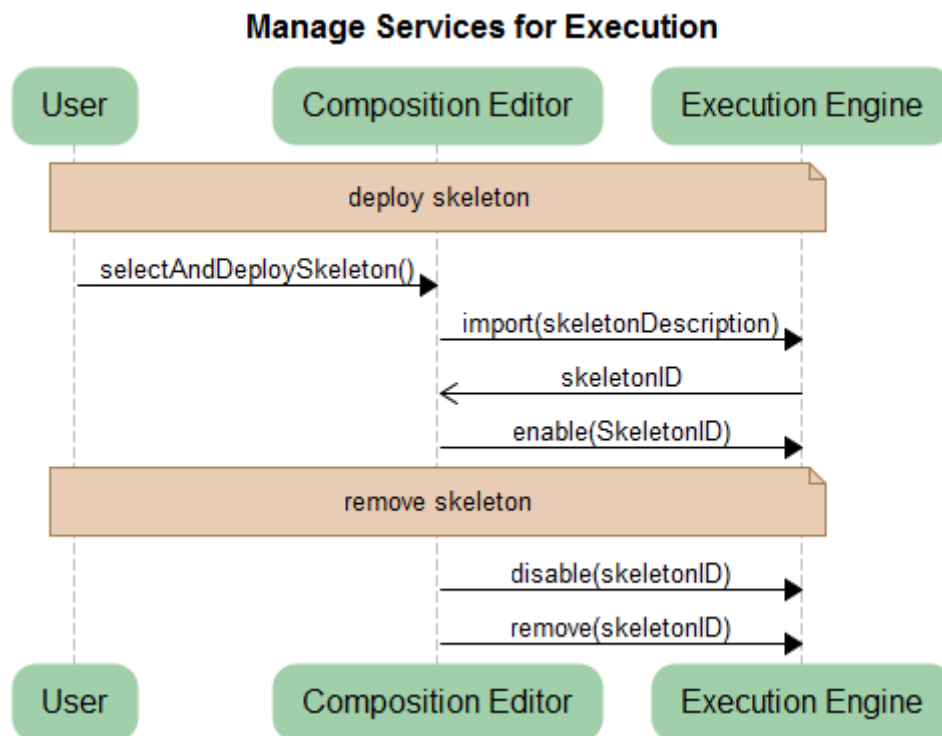 Manage Services for Execution
User
Composition Editor
Execution Engine
deploy skeleton
selectAndDeploySkeleton()
import(skeletonDescription)
skeletonID
enable(SkeletonID)
remove skeleton
disable(skeletonID)
remove(skeletonID)
User
Composition Editor
Execution Engine